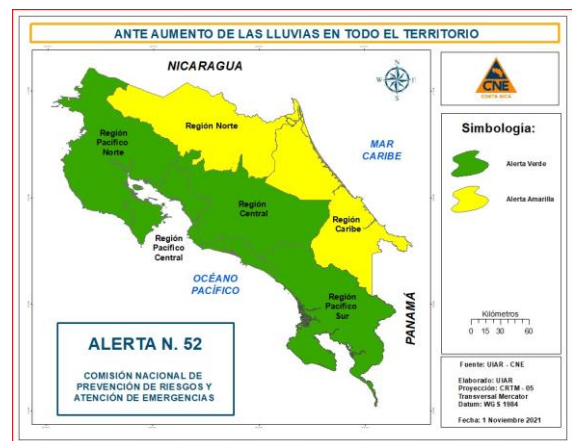 ANTE AUMENTO DE LAS LLUVIAS EN TODO EL TERRITORIO
NICARAGUA
N
W
E
S
CNE
COSTA RICA
Región Norte
Región
Pacífico
Norte
MAR
CARIBE
Región
Central
Región
Caribe
Región
Pacífico
Central
OCÉANO
PACÍFICO
Región
Pacífico
Sur
PANAMÁ
Simbología:
Alerta Verde
Alerta Amarilla
Kilómetros
0 15 30 60
ALERTA N. 52
COMISIÓN NACIONAL DE
PREVENCIÓN DE RIESGOS Y
ATENCIÓN DE EMERGENCIAS
Fuente: UIAR - CNE
Elaborado: UIAR
Proyección: CRTM - 05
Transversal Mercator
Datum: WGS 1984
Fecha: 1 Noviembre 2021